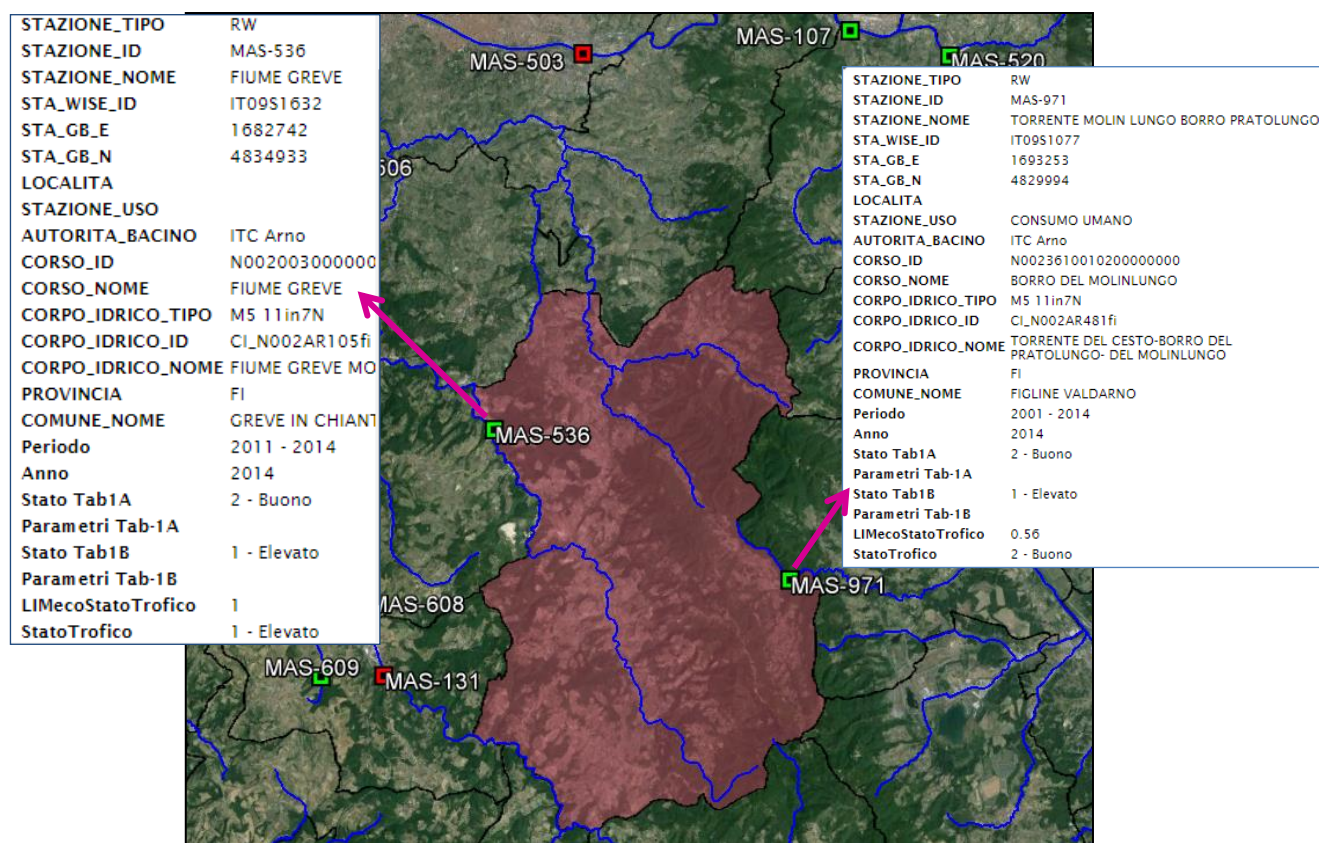 STAZIONE_TIPO RW
STAZIONE_ID MAS-536
STAZIONE_NOME FIUME GREVE
STA_WISE_ID IT09S1632
STA_GB_E 1682742
STA_GB_N 4834933
LOCALITA
STAZIONE_USO
AUTORITA_BACINO ITC Arno
CORSO_ID N002003000000
CORSO_NOME FIUME GREVE
CORPO_IDRICO_TIPO M5 11in7N
CORPO_IDRICO_ID CI_N002AR105fi
CORPO_IDRICO_NOME FIUME GREVE MO
PROVINCIA FI
COMUNE_NOME GREVE IN CHIANT
Periodo 2011 - 2014
Anno 2014
Stato Tab1A 2 - Buono
Parametri Tab-1A
Stato Tab1B 1 - Elevato
Parametri Tab-1B
LIMecoStatoTrofico 1
StatoTrofico 1 - Elevato
MAS-503
MAS-107
MAS-520
506
STAZIONE_TIPO RW
STAZIONE_ID MAS-971
STAZIONE_NOME TORRENTE MOLIN LUNGO BORRO PRATOLUNGO
STA_WISE_ID IT09S1077
STA_GB_E 1693253
STA_GB_N 4829994
LOCALITA
STAZIONE_USO CONSUMO UMANO
AUTORITA_BACINO ITC Arno
CORSO_ID N0023610010200000000
CORSO_NOME BORRO DEL MOLINLUNGO
CORPO_IDRICO_TIPO M5 11in7N
CORPO_IDRICO_ID CI_N002AR481fi
CORPO_IDRICO_NOME TORRENTE DEL CESTO-BORRO DEL
PRATOLUNGO- DEL MOLINLUNGO
PROVINCIA FI
COMUNE_NOME FIGLINE VALDARNO
Periodo 2001 - 2014
Anno 2014
Stato Tab1A 2 - Buono
Parametri Tab-1A
Stato Tab1B 1 - Elevato
Parametri Tab-1B
LIMecoStatoTrofico 0.56
StatoTrofico 2 - Buono
MAS-536
MAS-971
MAS-608
MAS-609
MAS-131